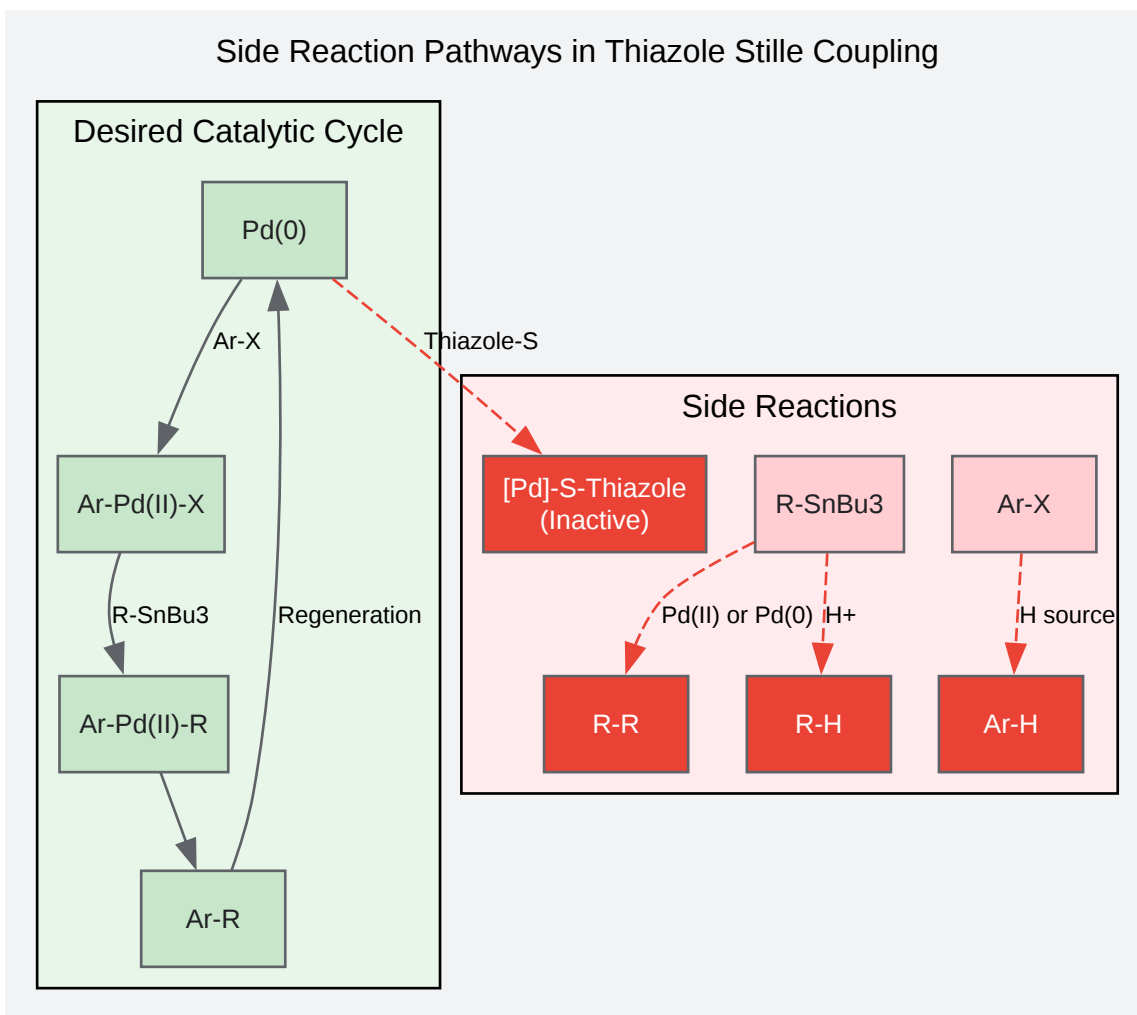 Side Reaction Pathways in Thiazole Stille Coupling
Desired Catalytic Cycle
Pd(0)
Ar-X
Thiazole-S
Ar-Pd(II)-X
R-SnBu3
Regeneration
Ar-Pd(II)-R
Ar-R
Side Reactions
[Pd]-S-Thiazole
(Inactive)
R-SnBu3
Ar-X
Pd(II) or Pd(0)
H+
H source
R-R
R-H
Ar-H